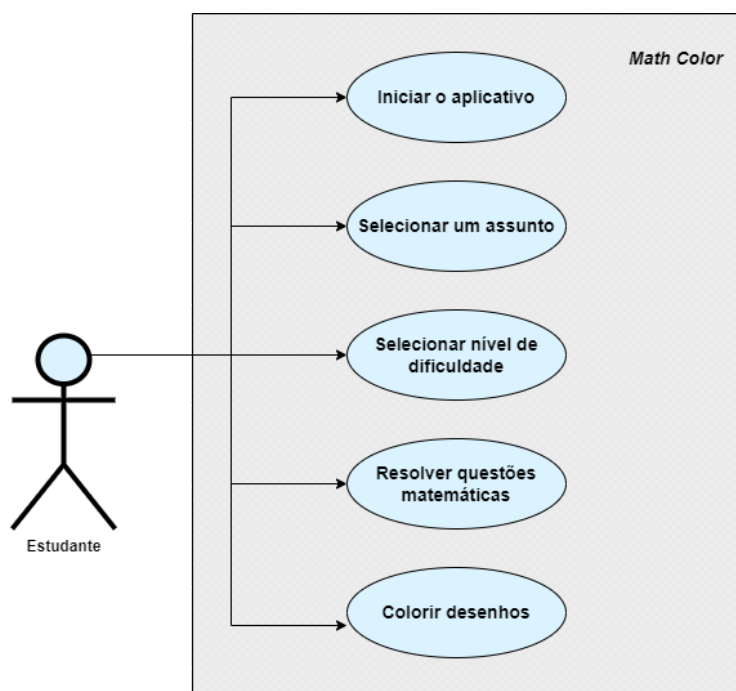 Math Color
Iniciar o aplicativo
Selecionar um assunto
Selecionar nível de
dificuldade
Resolver questões
matemáticas
Colorir desenhos
Estudante